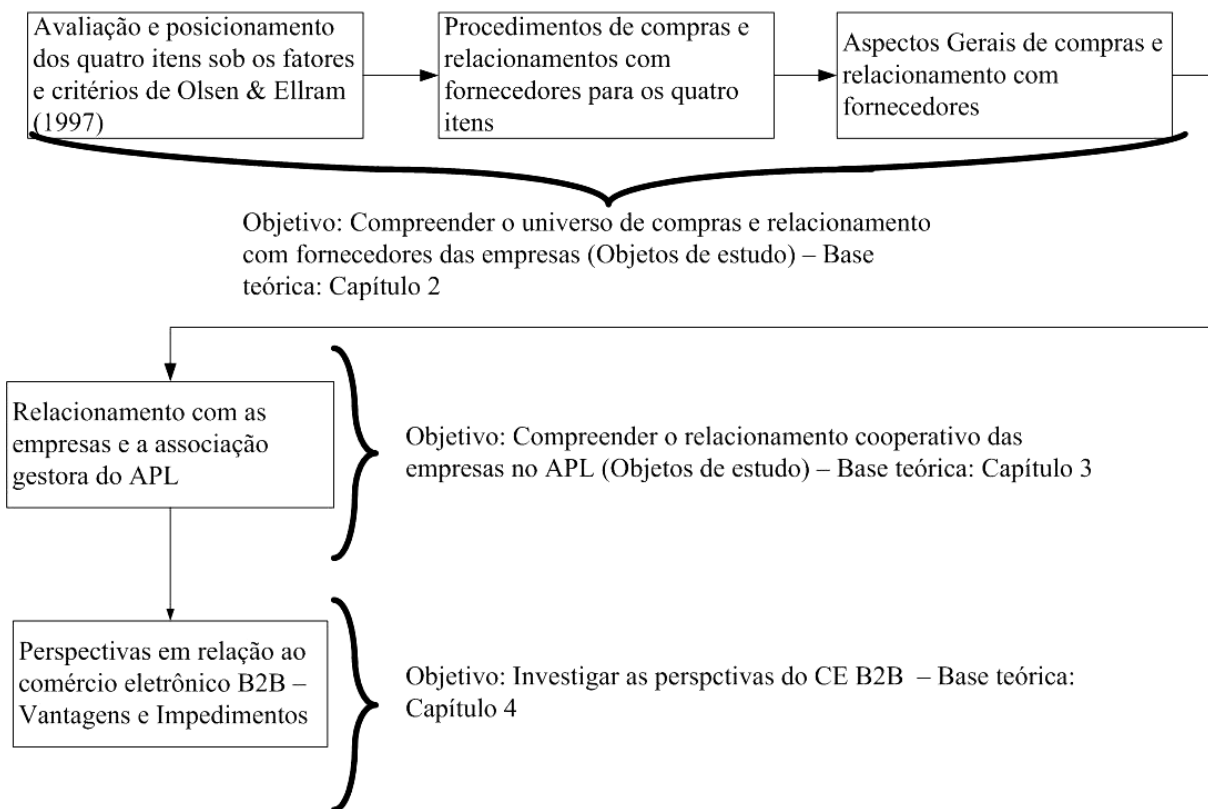 Avaliação e posicionamento
dos quatro itens sob os fatores
e critérios de Olsen & Ellram
(1997)
Procedimentos de compras e
relacionamentos com
fornecedores para os quatro
itens
Aspectos Gerais de compras e
relacionamento com
fornecedores
Objetivo: Compreender o universo de compras e relacionamento
com fornecedores das empresas (Objetos de estudo) – Base
teórica: Capítulo 2
Relacionamento com as
empresas e a associação
gestora do APL
Objetivo: Compreender o relacionamento cooperativo das
empresas no APL (Objetos de estudo) – Base teórica: Capítulo 3
Perspectivas em relação ao
comércio eletrônico B2B –
Vantagens e Impedimentos
Objetivo: Investigar as perspctivas do CE B2B – Base teórica:
Capítulo 4